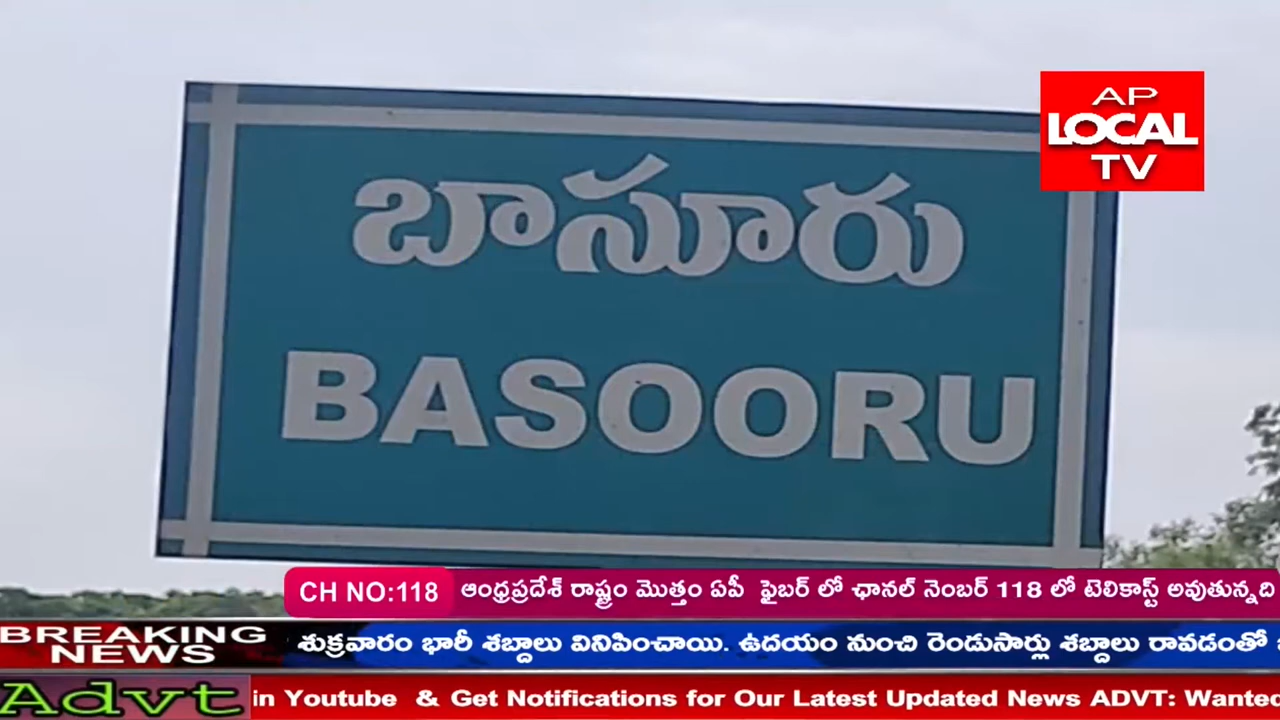 AP
LOCAL
TV
బాసూరు
BASOORU
CH NO:118 ఆంధ్రప్రదేశ్ రాష్ట్రం మొత్తం ఏపీ ఫైబర్ లో ఛానల్ నెంబర్ 118 లో టెలికాస్ట్ అవుతున్నది
BREAKING
NEWS
శుక్రవారం భారీ శబ్దాలు వినిపించాయి. ఉదయం నుంచి రెండుసార్లు శబ్దాలు రావడంతో
Advt in Youtube & Get Notifications for Our Latest Updated News ADVT: Wanted